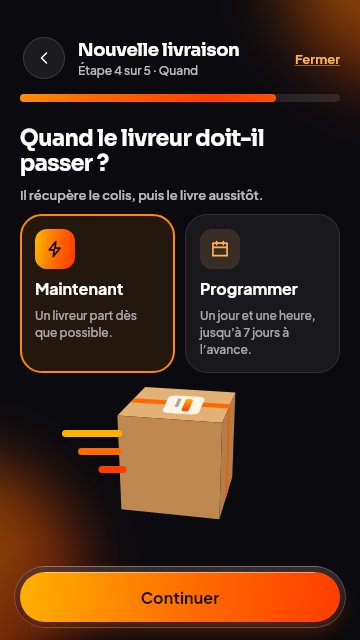 Nouvelle livraison
Étape 4 sur 5 · Quand
Fermer
Quand le livreur doit-il
passer ?
Il récupère le colis, puis le livre aussitôt.
Maintenant
Un livreur part dès
que possible.
Programmer
Un jour et une heure,
jusqu’à 7 jours à
l’avance.
Continuer